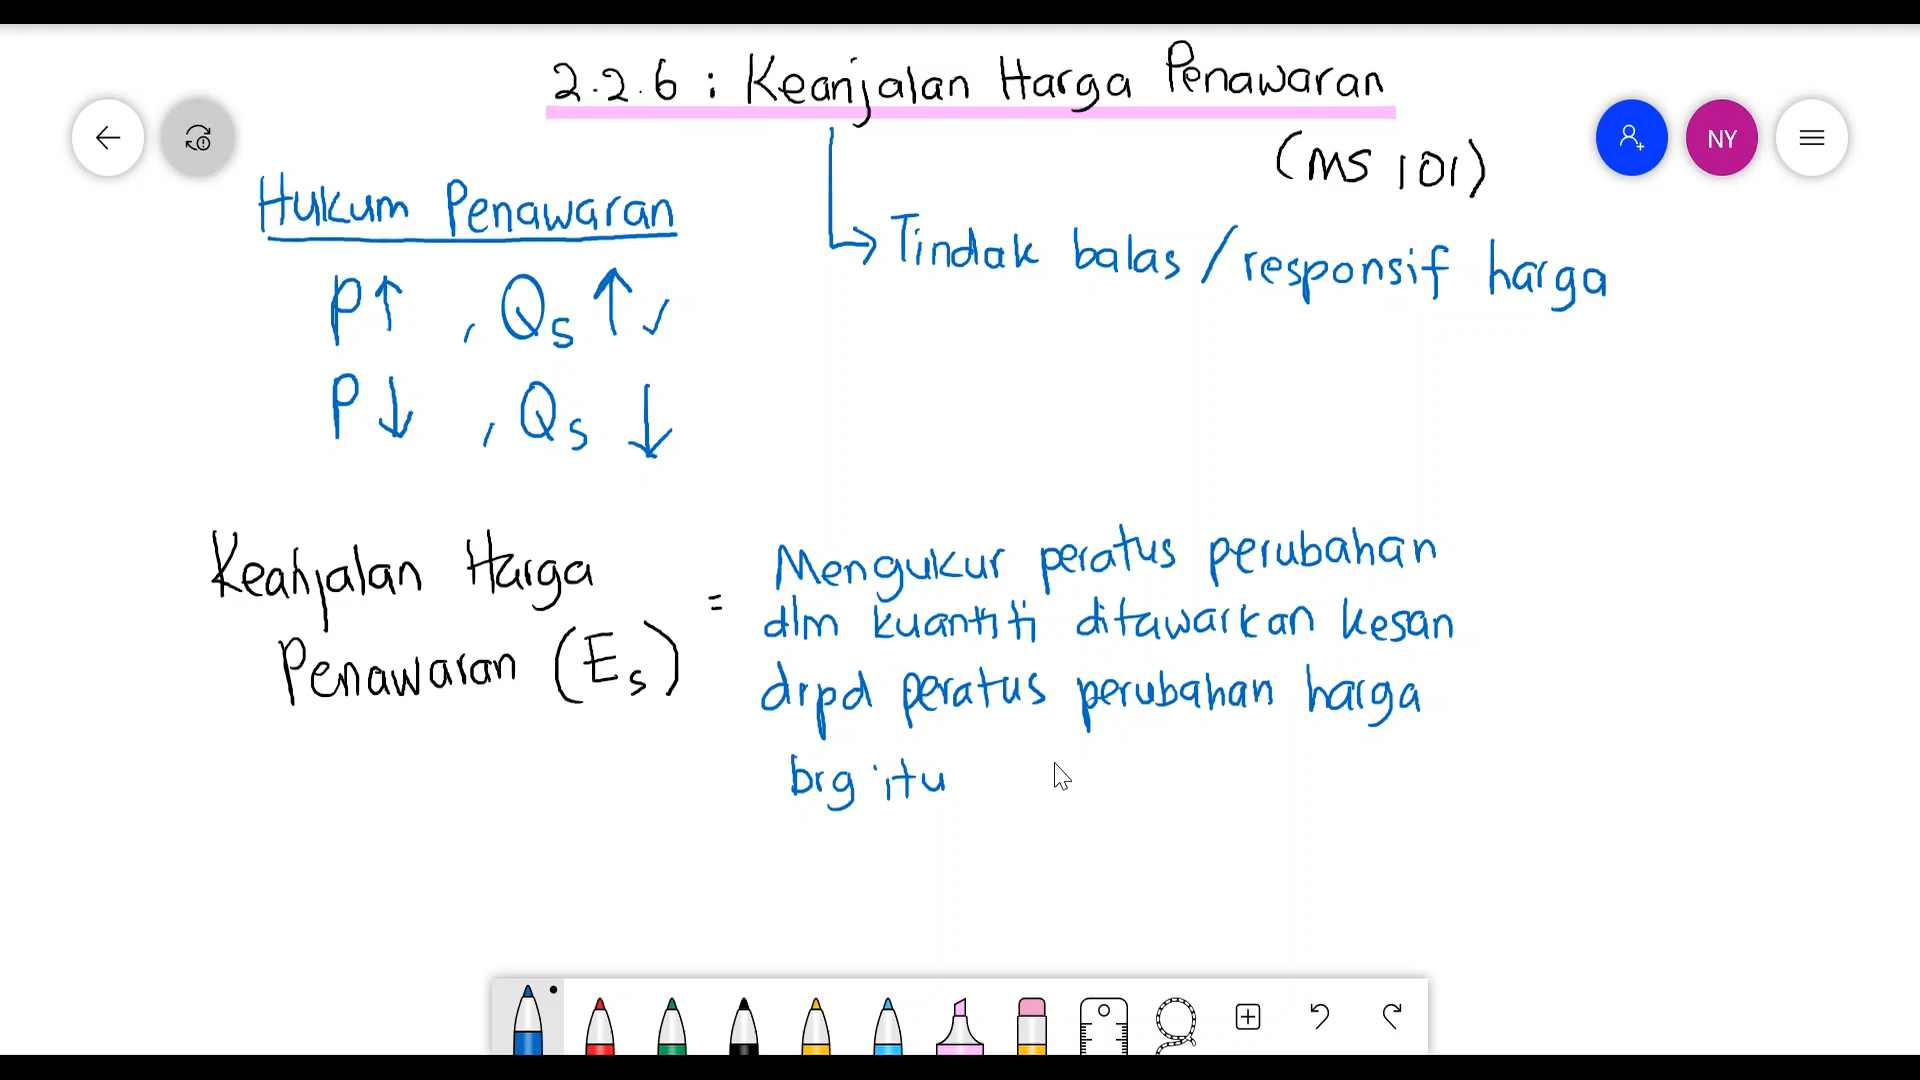 2.2.6 : Keanjalan Harga Penawaran
(MS 101)
NY
Hukum Penawaran
Tindak balas / responsif harga
P↑ , Qs ↑ ✓
P↓ , Qs ↓
Keanjalan Harga
Penawaran (Es)
=
Mengukur peratus perubahan
dlm kuantiti ditawarkan kesan
drpd peratus perubahan harga
brg itu